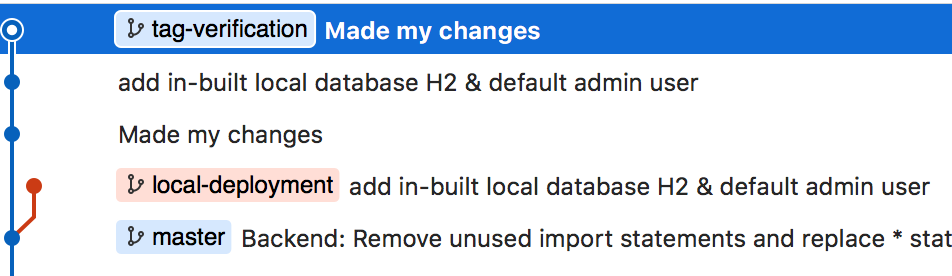 tag-verification Made my changes
add in-built local database H2 & default admin user
Made my changes
local-deployment add in-built local database H2 & default admin user
master Backend: Remove unused import statements and replace * stat